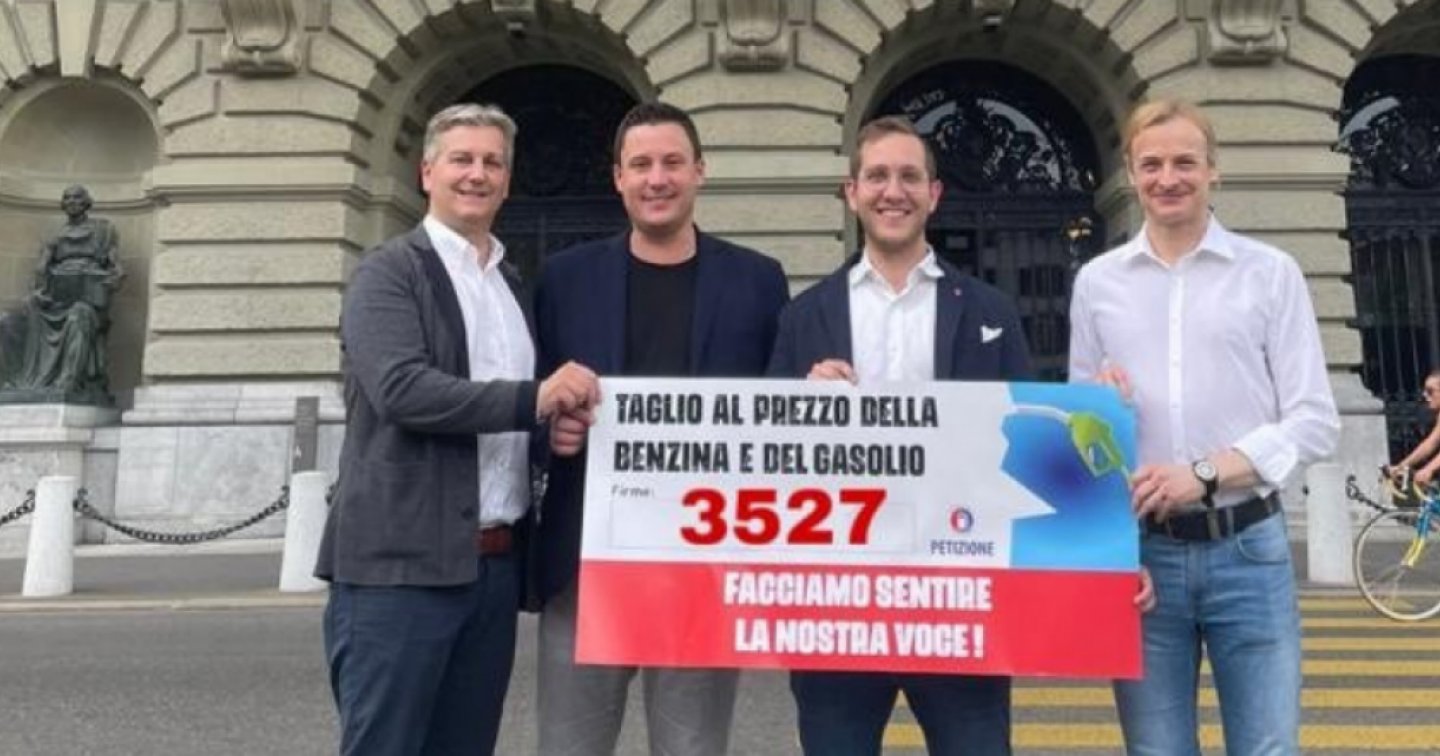 TAGLIO AL PREZZO DELLA
BENZINA E DEL GASOLIO
Firme:
3527
PETIZIONE
FACCIAMO SENTIRE
LA NOSTRA VOCE!